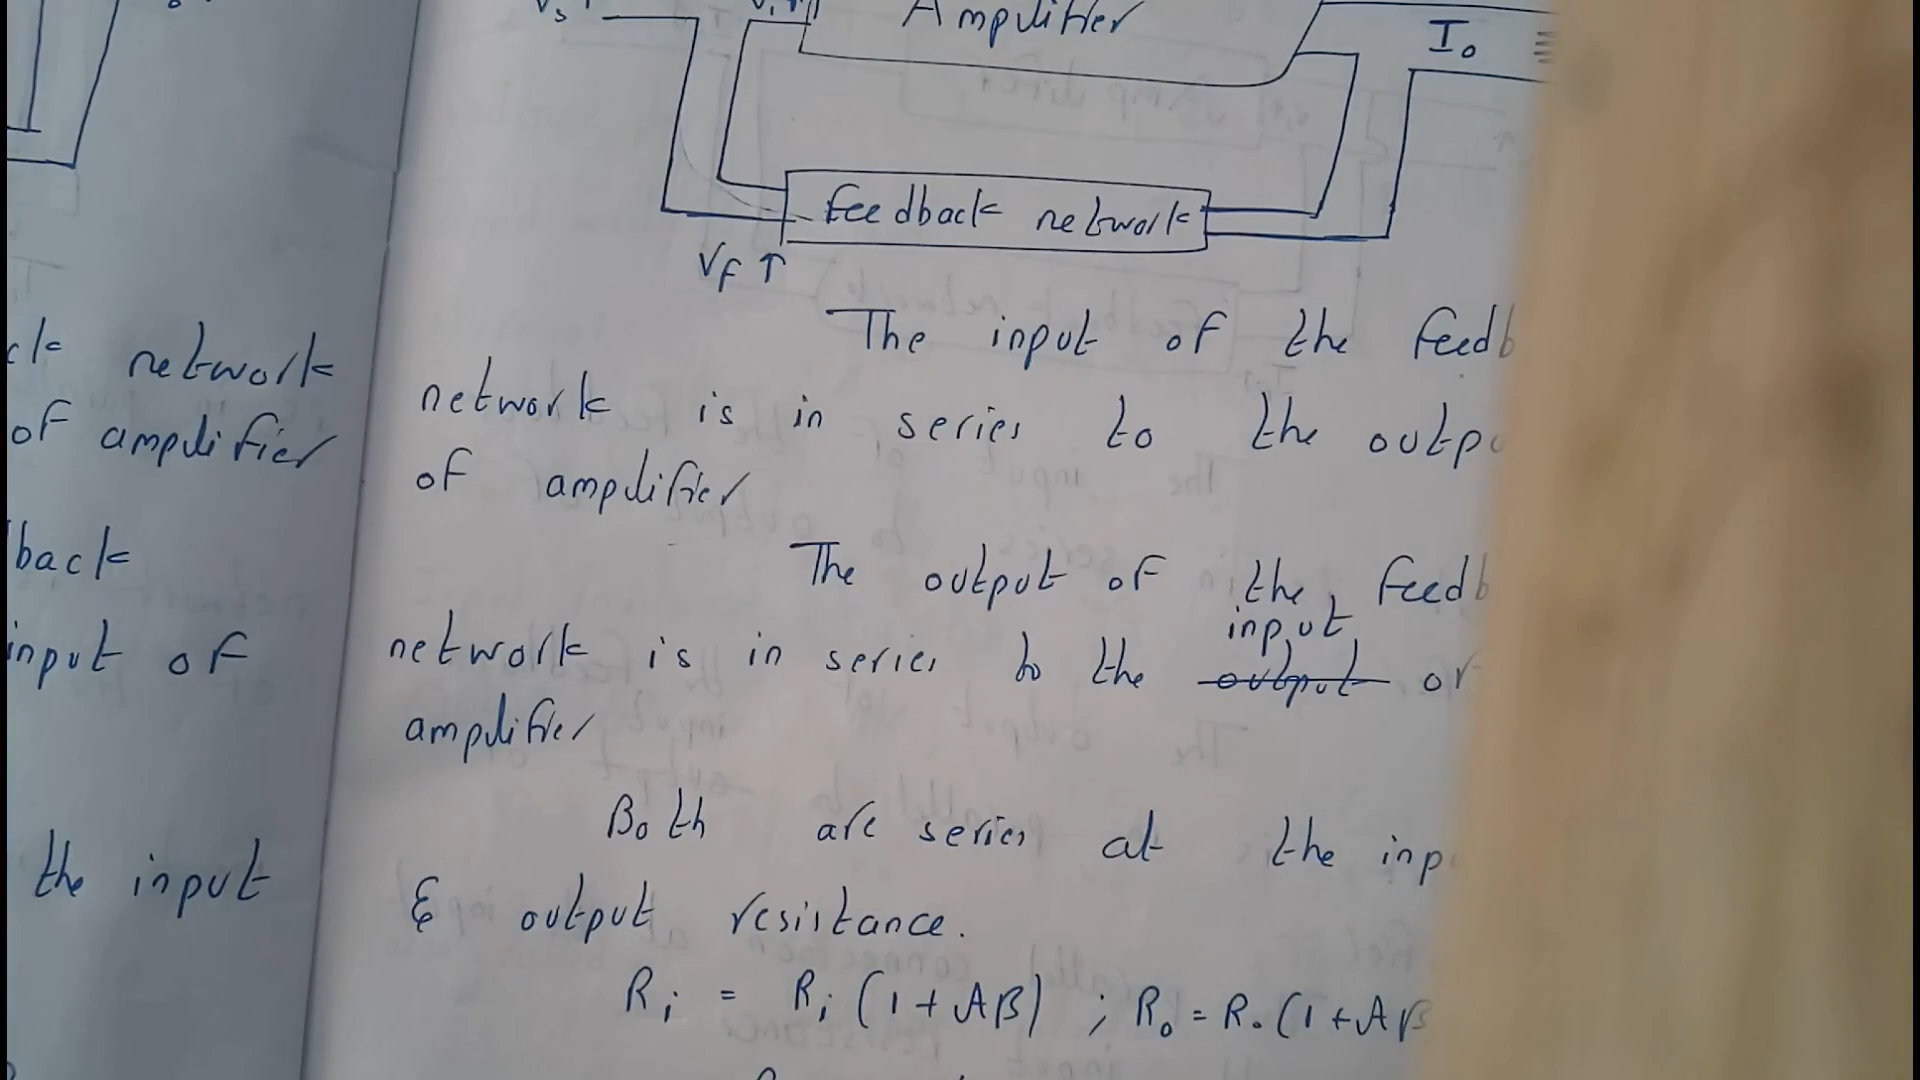 Vs ↑
Vi ↑
Amplifier
Io
Feedback network
VF ↑
The input of the feedb
network is in series to the outp
of amplifier
The output of the feedb
input
network is in series to the output of
amplifier
Both are series at the inp
& output resistance.
Ri = Ri (1 + Aβ) ; Ro = Ro (1 + Aβ
ck network
of amplifier
back
input of
the input